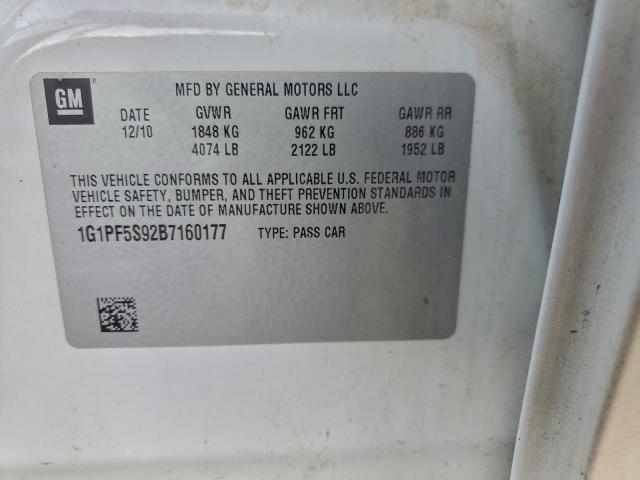 GM
MFD BY GENERAL MOTORS LLC
DATE GVWR GAWR FRT GAWR RR
12/10 1848 KG 962 KG 886 KG
4074 LB 2122 LB 1952 LB
THIS VEHICLE CONFORMS TO ALL APPLICABLE U.S. FEDERAL MOTOR
VEHICLE SAFETY, BUMPER, AND THEFT PREVENTION STANDARDS IN
EFFECT ON THE DATE OF MANUFACTURE SHOWN ABOVE.
1G1PF5S92B7160177 TYPE: PASS CAR